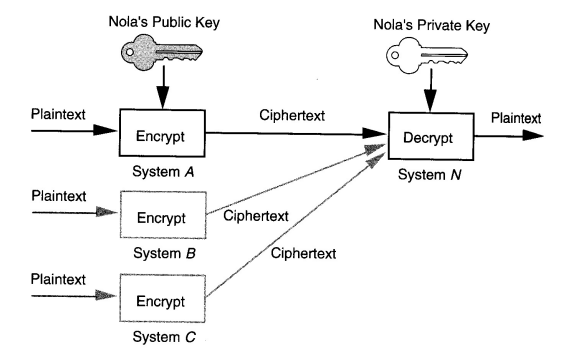 Nola's Public Key
Nola's Private Key
Plaintext
Encrypt
Ciphertext
Decrypt
Plaintext
System A
System N
Plaintext
Encrypt
Ciphertext
System B
Ciphertext
Plaintext
Encrypt
System C